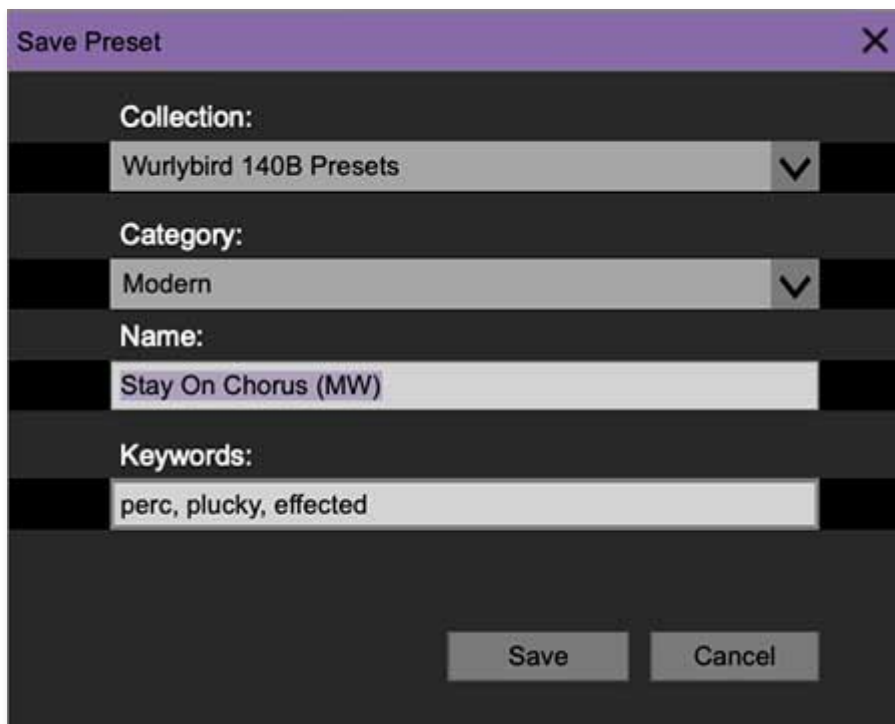 Save Preset
Collection:
Wurlybird 140B Presets
Category:
Modern
Name:
Stay On Chorus (MW)
Keywords:
perc, plucky, effected
Save Cancel